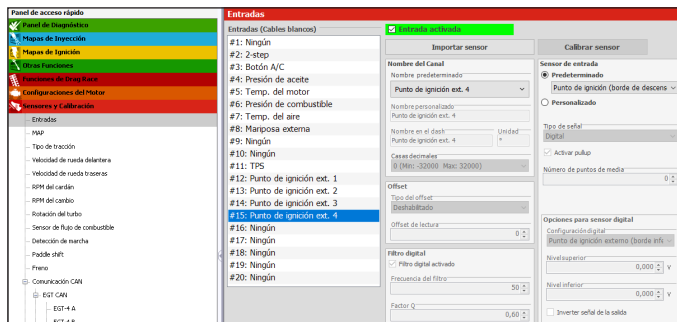 Panel de acceso rápido
Panel de Diagnóstico
Mapas de Inyección
Mapas de Ignición
Otras Funciones
Funciones de Drag Race
Configuraciones del Motor
Sensores y Calibración
Entradas
MAP
Tipo de tracción
Velocidad de rueda delantera
Velocidad de rueda traseras
RPM del cardán
RPM del cambio
Rotación del turbo
Sensor de flujo de combustible
Detección de marcha
Paddle shift
Freno
Comunicación CAN
EGT CAN
EGT-4 A
EGT-4 B
Entradas
Entradas (Cables blancos)
#1: Ningún
#2: 2-step
#3: Botón A/C
#4: Presión de aceite
#5: Temp. del motor
#6: Presión de combustible
#7: Temp. del aire
#8: Mariposa externa
#9: Ningún
#10: Ningún
#11: TPS
#12: Punto de ignición ext. 1
#13: Punto de ignición ext. 2
#14: Punto de ignición ext. 3
#15: Punto de ignición ext. 4
#16: Ningún
#17: Ningún
#18: Ningún
#19: Ningún
#20: Ningún
Entrada activada
Importar sensor
Nombre del Canal
Nombre predeterminado
Punto de ignición ext. 4
Nombre personalizado
Punto de ignición ext. 4
Nombre en el dash Unidad
Punto de ignición ext. 4 °
Casas decimales
0 (Min: -32000 Max: 32000)
Offset
Tipo del offset
Deshabilitado
Offset de lectura
0
Filtro digital
Filtro digital activado
Frecuencia del filtro
50
Factor Q
0,60
Calibrar sensor
Sensor de entrada
Predeterminado
Punto de ignición (borde de descens
Personalizado
Tipo de señal
Digital
Activar pullup
Número de puntos de media
0
Opciones para sensor digital
Configuración digital
Punto de ignición externo (borde infe
Nivel superior
0,000 V
Nivel inferior
0,000 V
Inverter señal de la salida